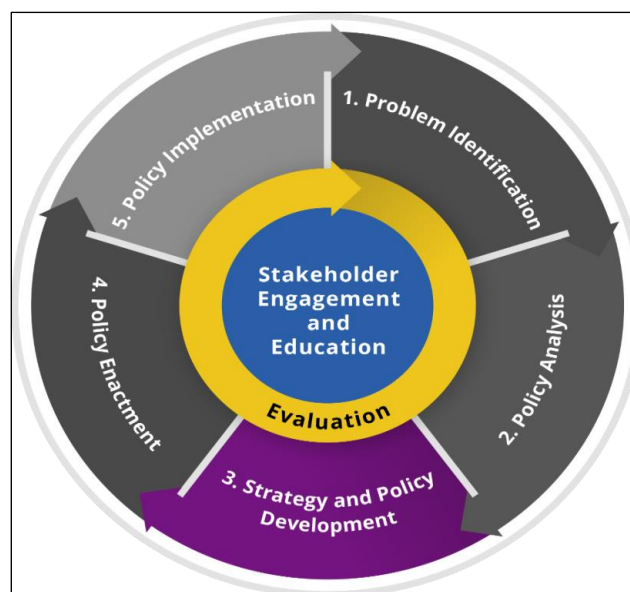 1. Problem Identification
2. Policy Analysis
3. Strategy and Policy
Development
4. Policy Enactment
5. Policy Implementation
Stakeholder
Engagement
and
Education
Evaluation